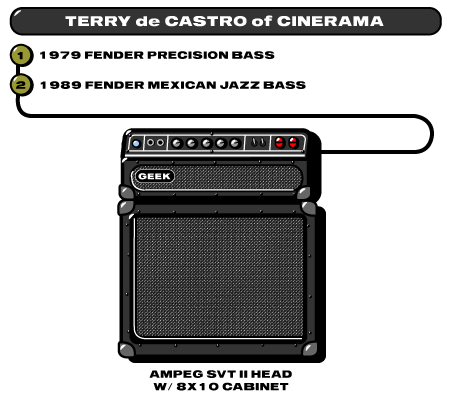 TERRY de CASTRO of CINERAMA
1 1979 FENDER PRECISION BASS
2 1989 FENDER MEXICAN JAZZ BASS
GEEK
AMPEG SVT II HEAD
W/ 8X10 CABINET